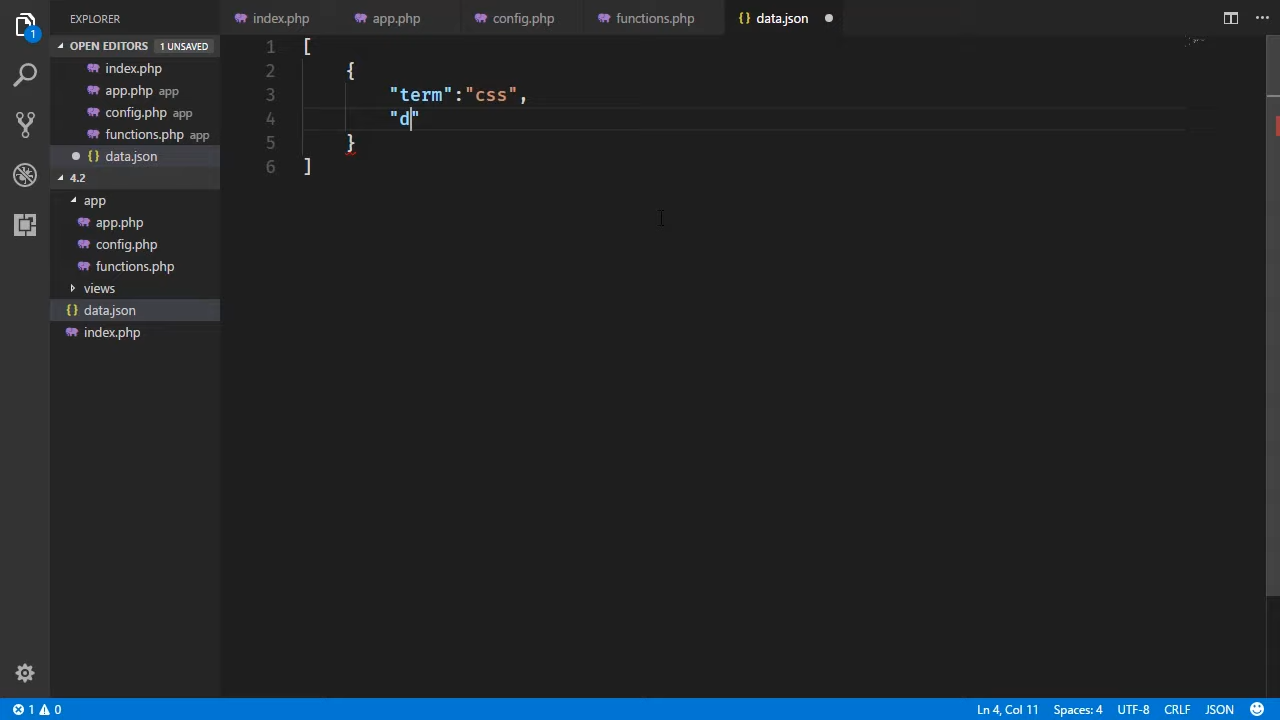 EXPLORER
index.php
app.php
config.php
functions.php
{} data.json
1
OPEN EDITORS 1 UNSAVED
index.php
app.php app
config.php app
functions.php app
{} data.json
4.2
app
app.php
config.php
functions.php
views
{} data.json
index.php
1 [
2 {
3 "term":"css",
4 "d"
5 }
6 ]
1 0
Ln 4, Col 11
Spaces: 4
UTF-8
CRLF
JSON